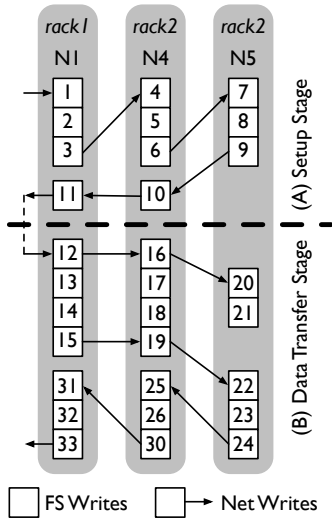 rack1 rack2 rack2
N1 N4 N5
1 4 7
2 5 8
3 6 9
11 10
(A) Setup Stage
12 16
13 17 20
14 18 21
15 19
31 25 22
32 26 23
33 30 24
(B) Data Transfer Stage
FS Writes Net Writes